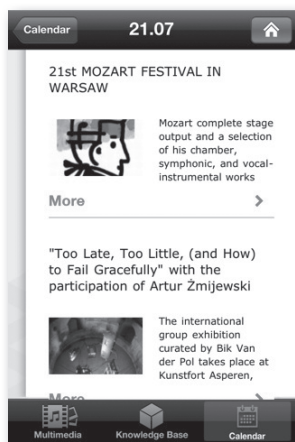 Calendar
21.07
21st MOZART FESTIVAL IN
WARSAW
Mozart complete stage
output and a selection
of his chamber,
symphonic, and vocal-
instrumental works
More
"Too Late, Too Little, (and How)
to Fail Gracefully" with the
participation of Artur Żmijewski
The international
group exhibition
curated by Bik Van
der Pol takes place at
Kunstfort Asperen,
More
Multimedia
Knowledge Base
Calendar